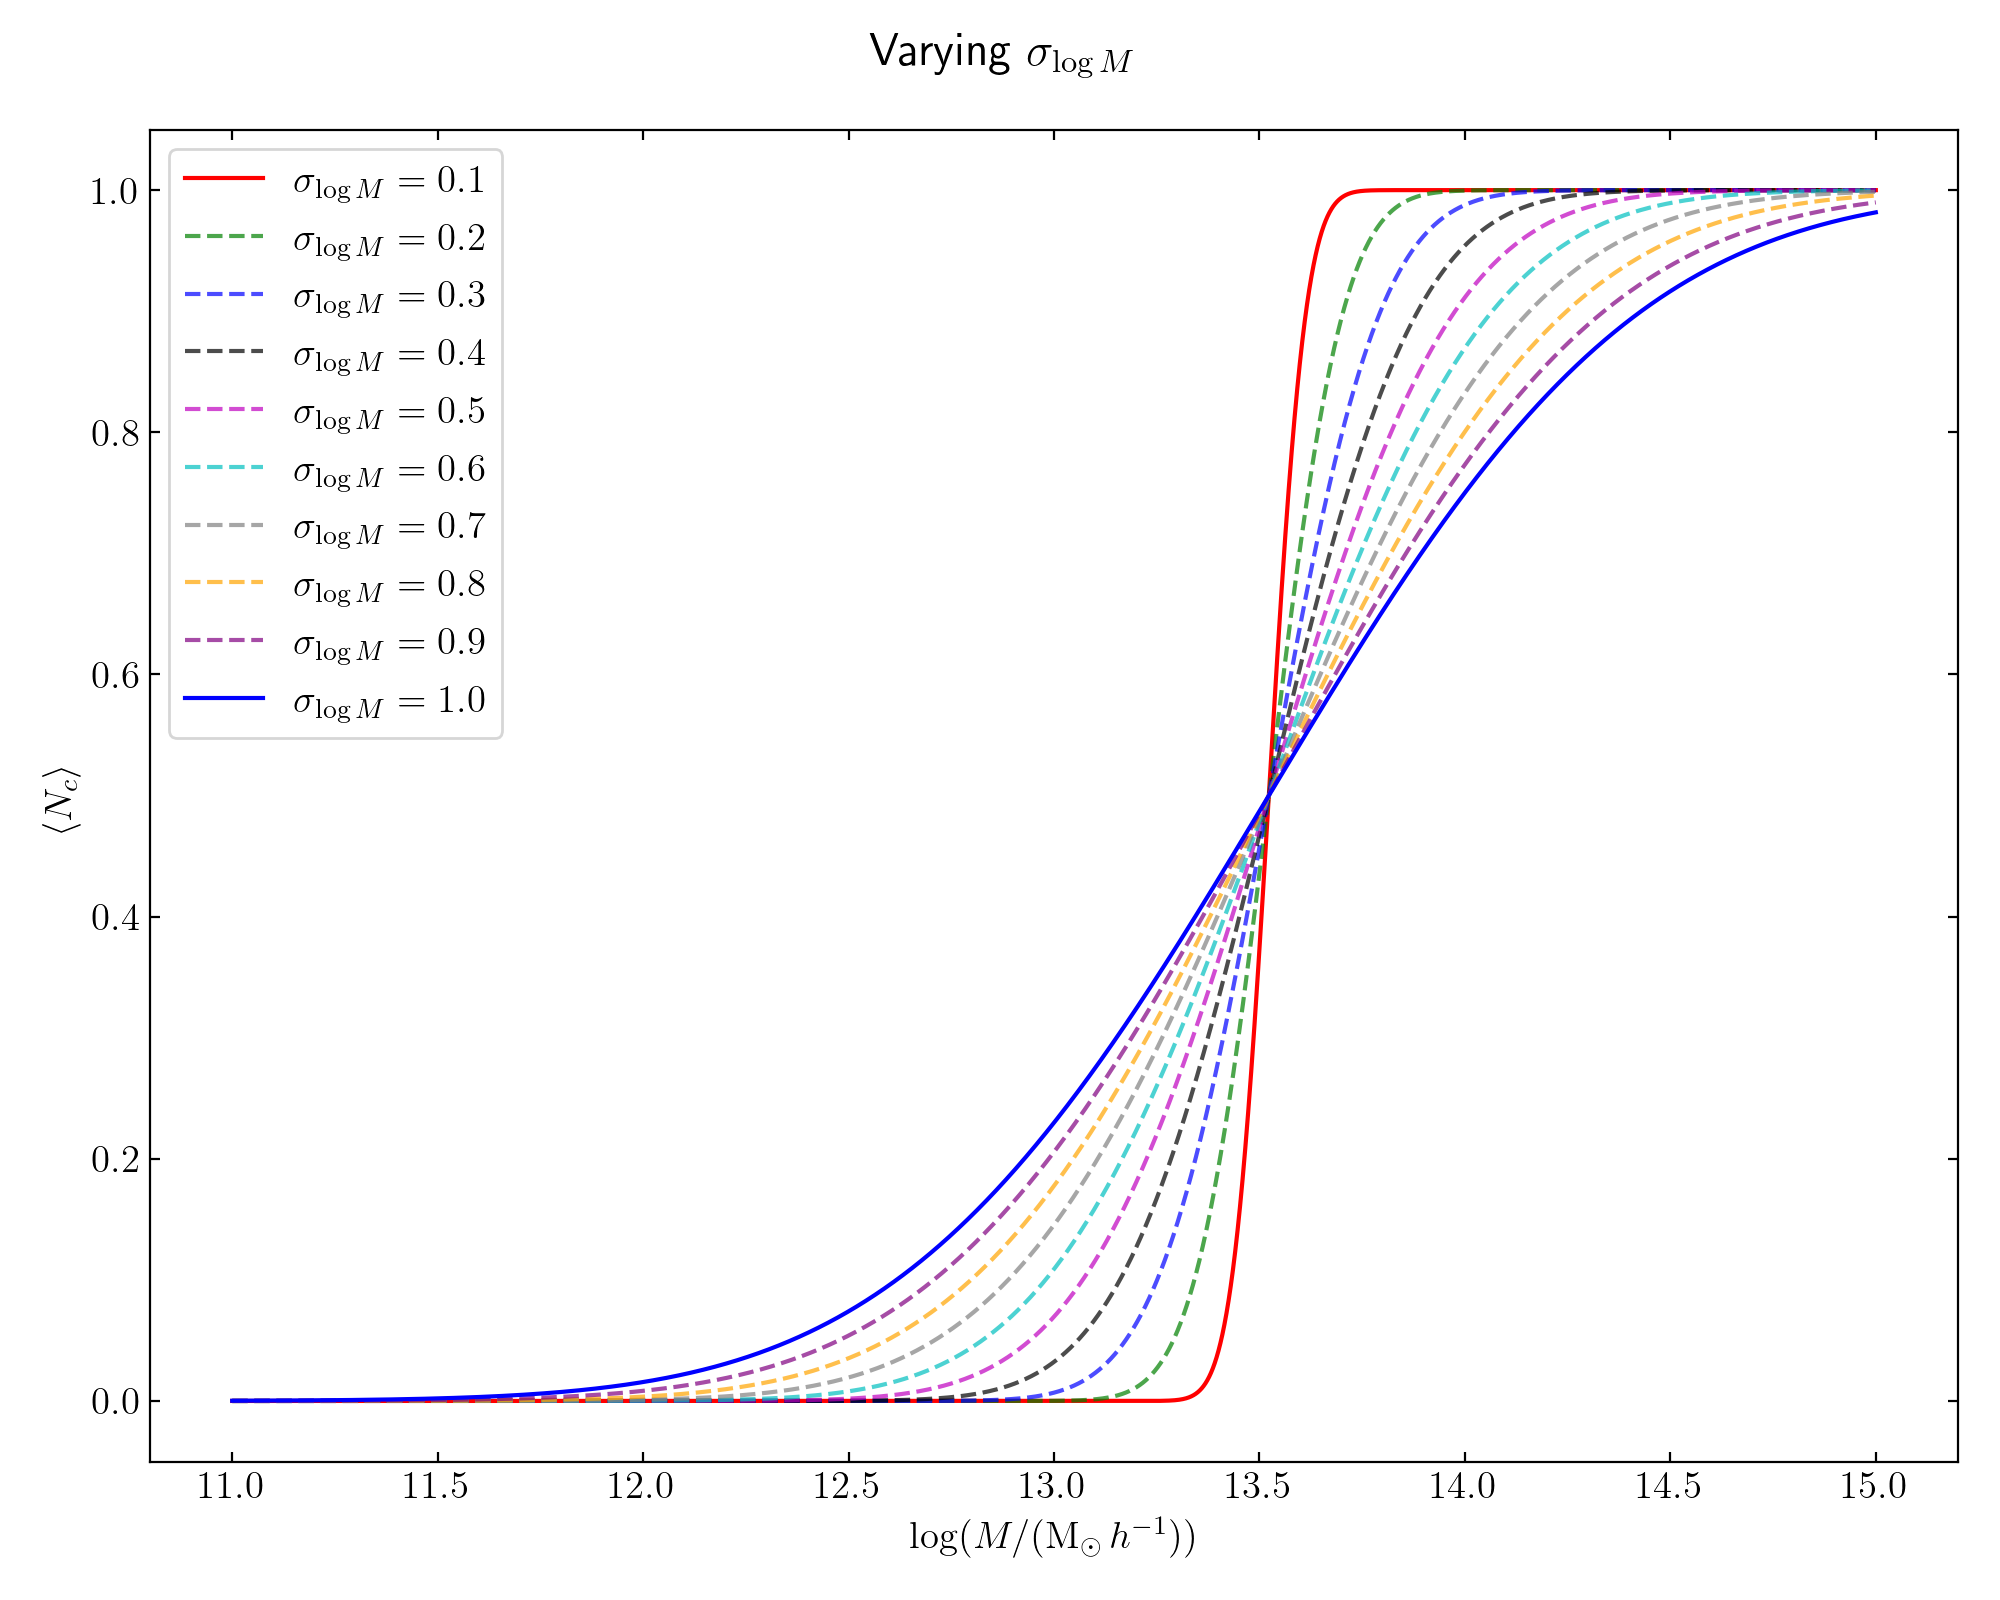 Varying σ_{log M}
σ_{log M} = 0.1
σ_{log M} = 0.2
σ_{log M} = 0.3
σ_{log M} = 0.4
σ_{log M} = 0.5
σ_{log M} = 0.6
σ_{log M} = 0.7
σ_{log M} = 0.8
σ_{log M} = 0.9
σ_{log M} = 1.0
1.0
0.8
0.6
0.4
0.2
0.0
⟨N_c⟩
11.0 11.5 12.0 12.5 13.0 13.5 14.0 14.5 15.0
log(M/(M_⊙ h^{−1}))